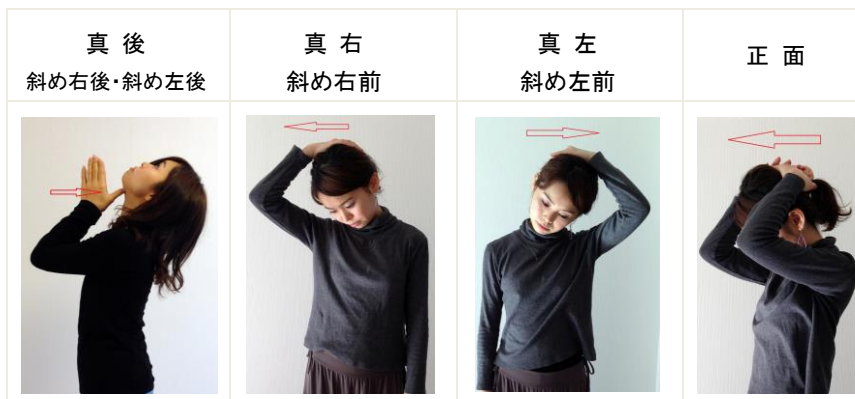 真 後
斜め右後・斜め左後
真 右
斜め右前
真 左
斜め左前
正 面